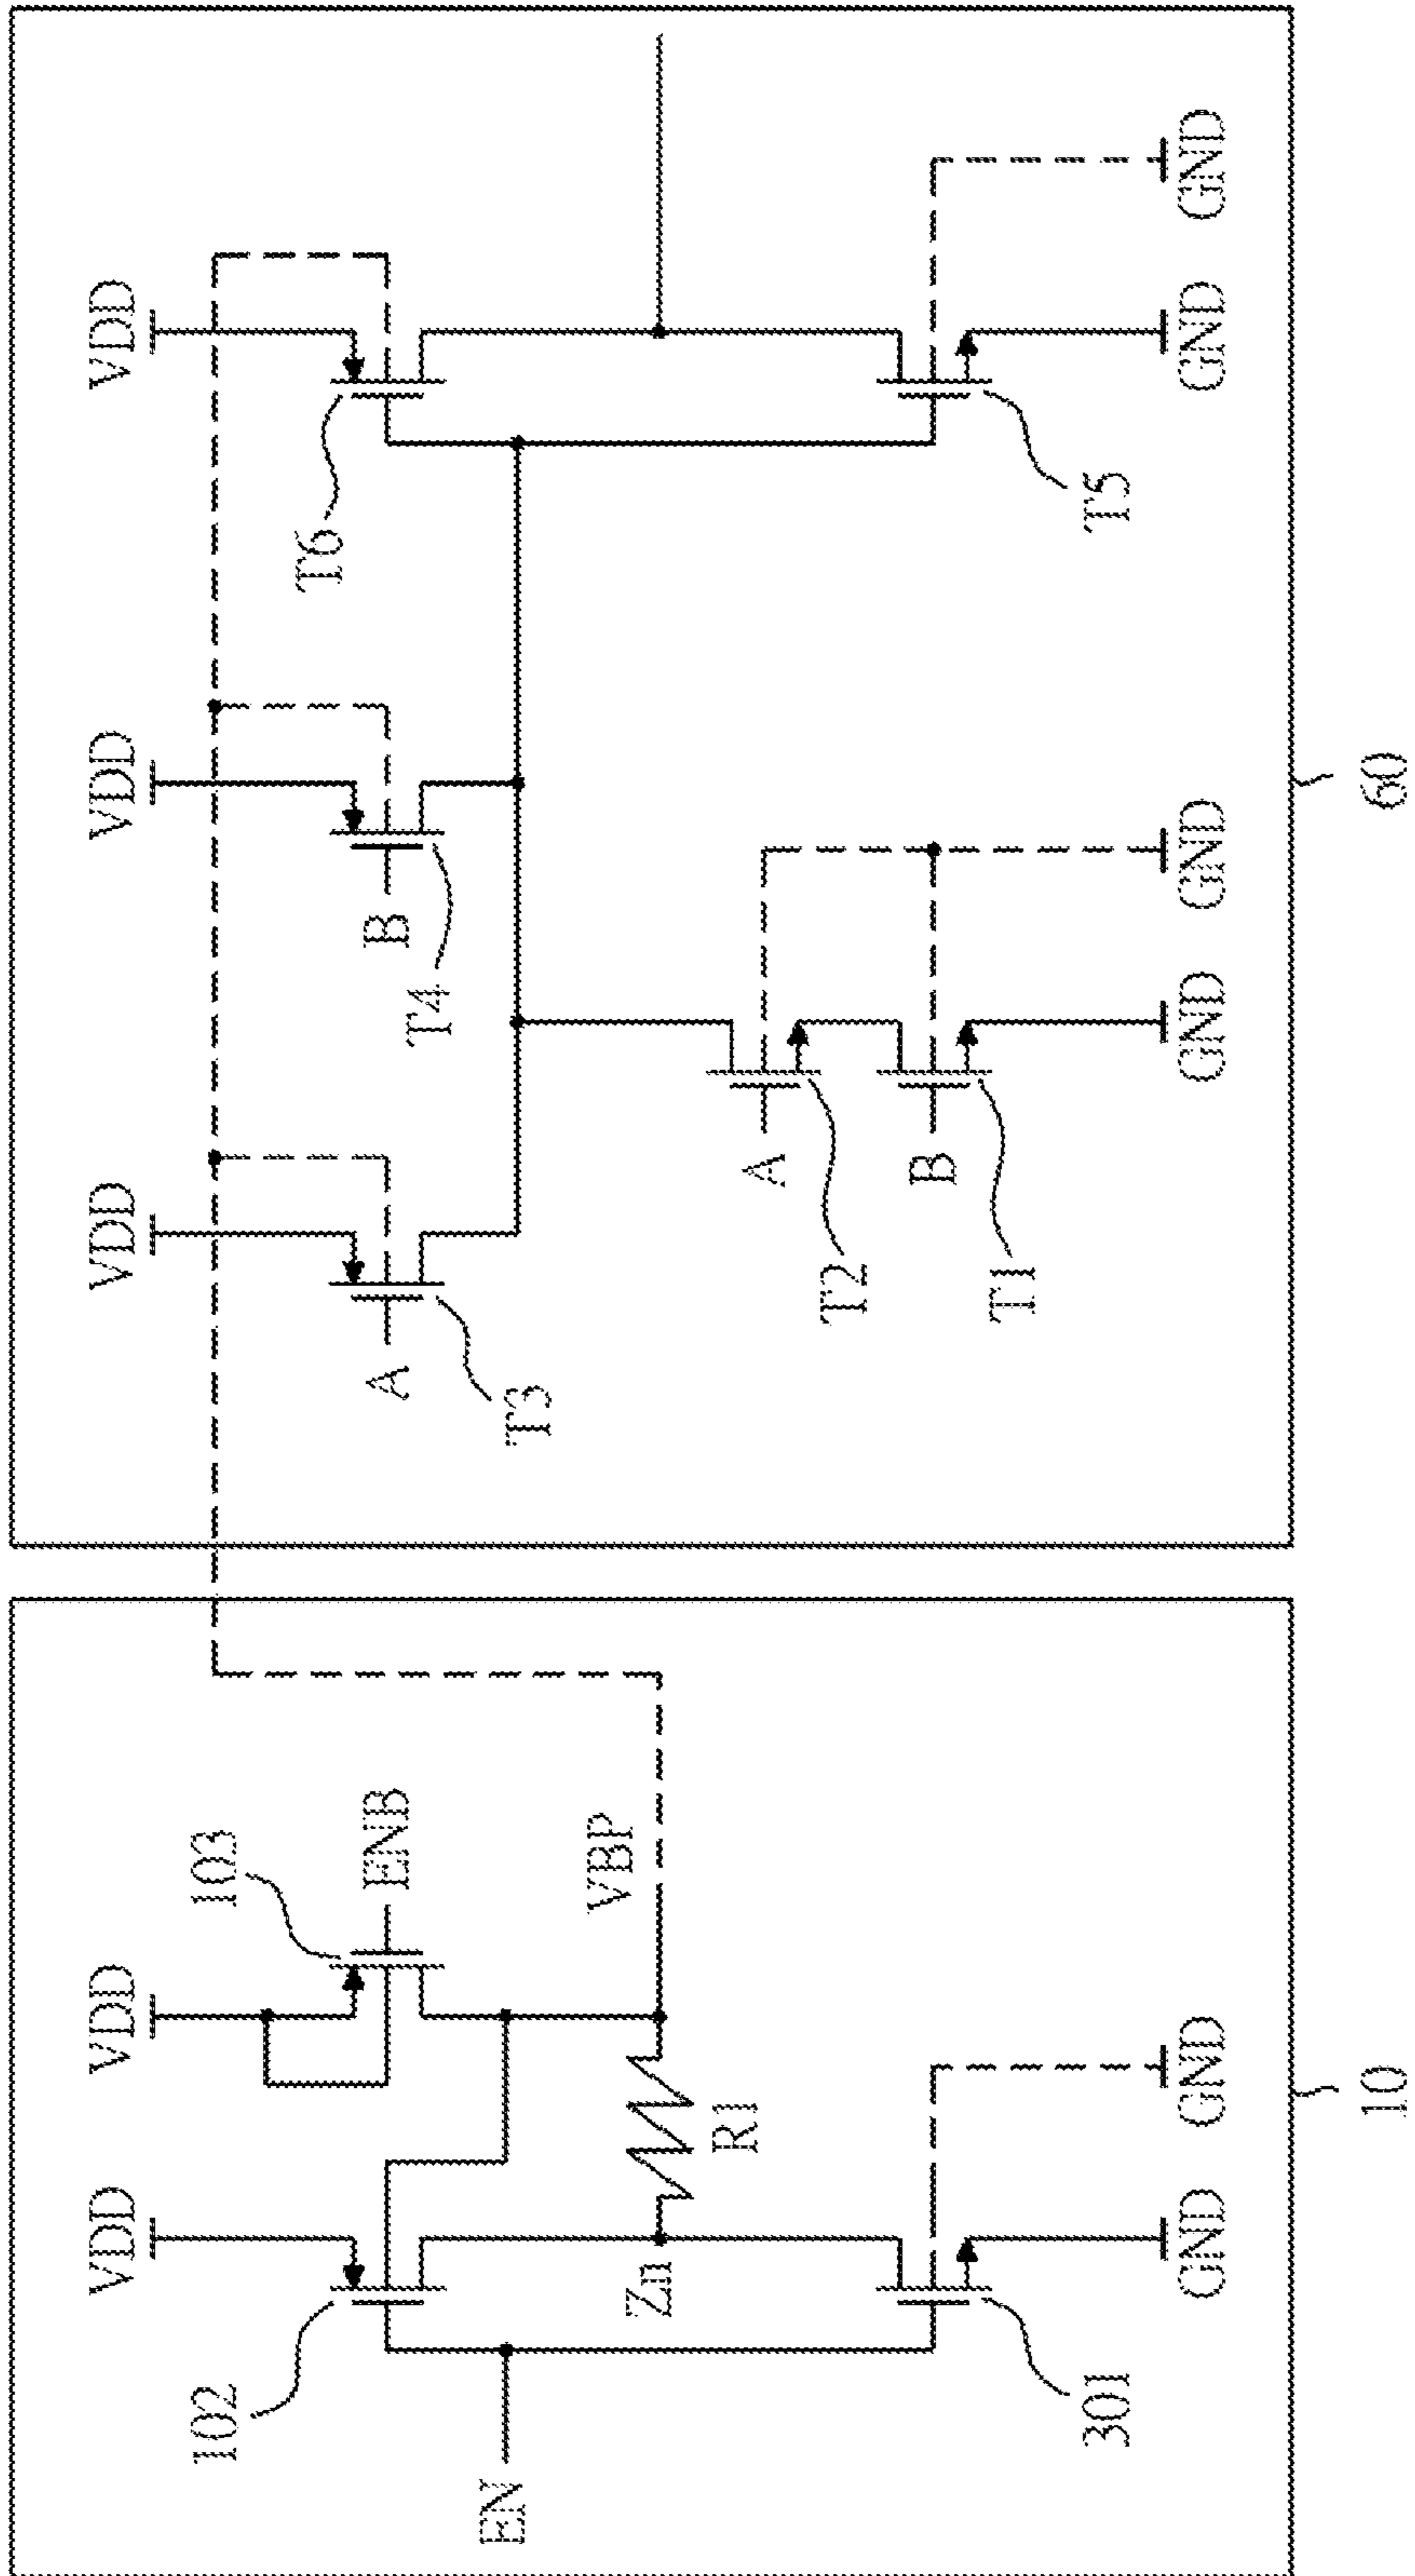 VDD
VDD
VDD
VDD
VDD
102
103
ENB
A
B
T6
T3
T4
EN
Zn
R1
VBP
A
T2
B
T1
T5
301
GND
GND
GND
GND
GND
GND
10
60